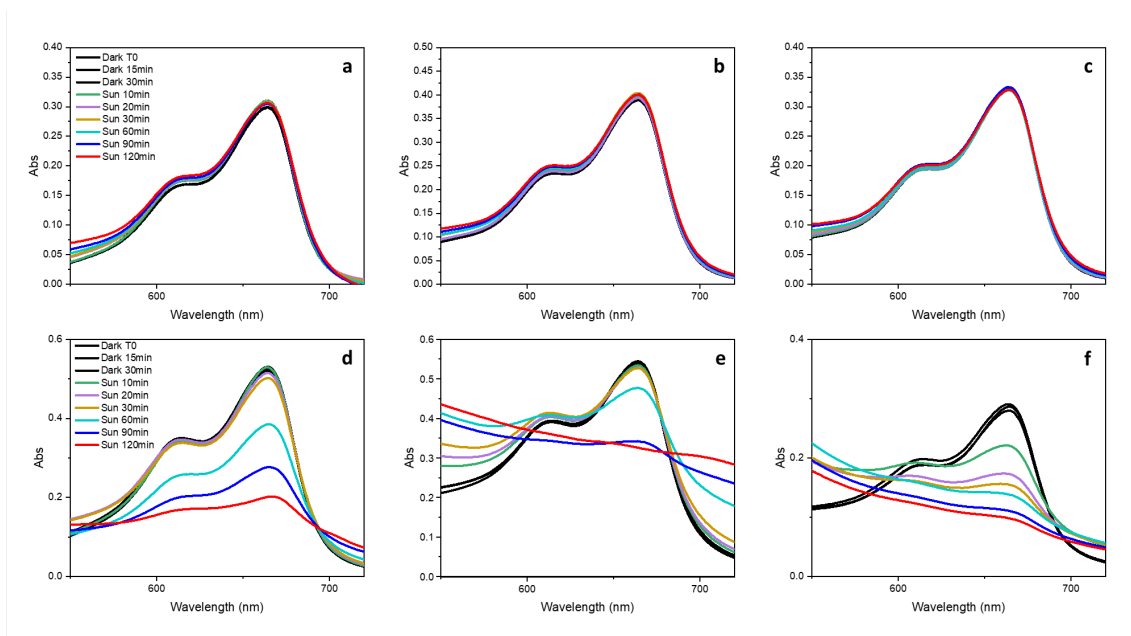 a
Dark T0
Dark 15min
Dark 30min
Sun 10min
Sun 20min
Sun 30min
Sun 60min
Sun 90min
Sun 120min
0.40
0.35
0.30
0.25
0.20
0.15
0.10
0.05
0.00
Abs
600
700
Wavelength (nm)
b
0.50
0.45
0.40
0.35
0.30
0.25
0.20
0.15
0.10
0.05
0.00
Abs
600
700
Wavelength (nm)
c
0.40
0.35
0.30
0.25
0.20
0.15
0.10
0.05
0.00
Abs
600
700
Wavelength (nm)
d
Dark T0
Dark 15min
Dark 30min
Sun 10min
Sun 20min
Sun 30min
Sun 60min
Sun 90min
Sun 120min
0.6
0.4
0.2
0.0
Abs
600
700
Wavelength (nm)
e
0.6
0.5
0.4
0.3
0.2
0.1
0.0
Abs
600
700
Wavelength (nm)
f
0.4
0.2
0.0
Abs
600
700
Wavelength (nm)